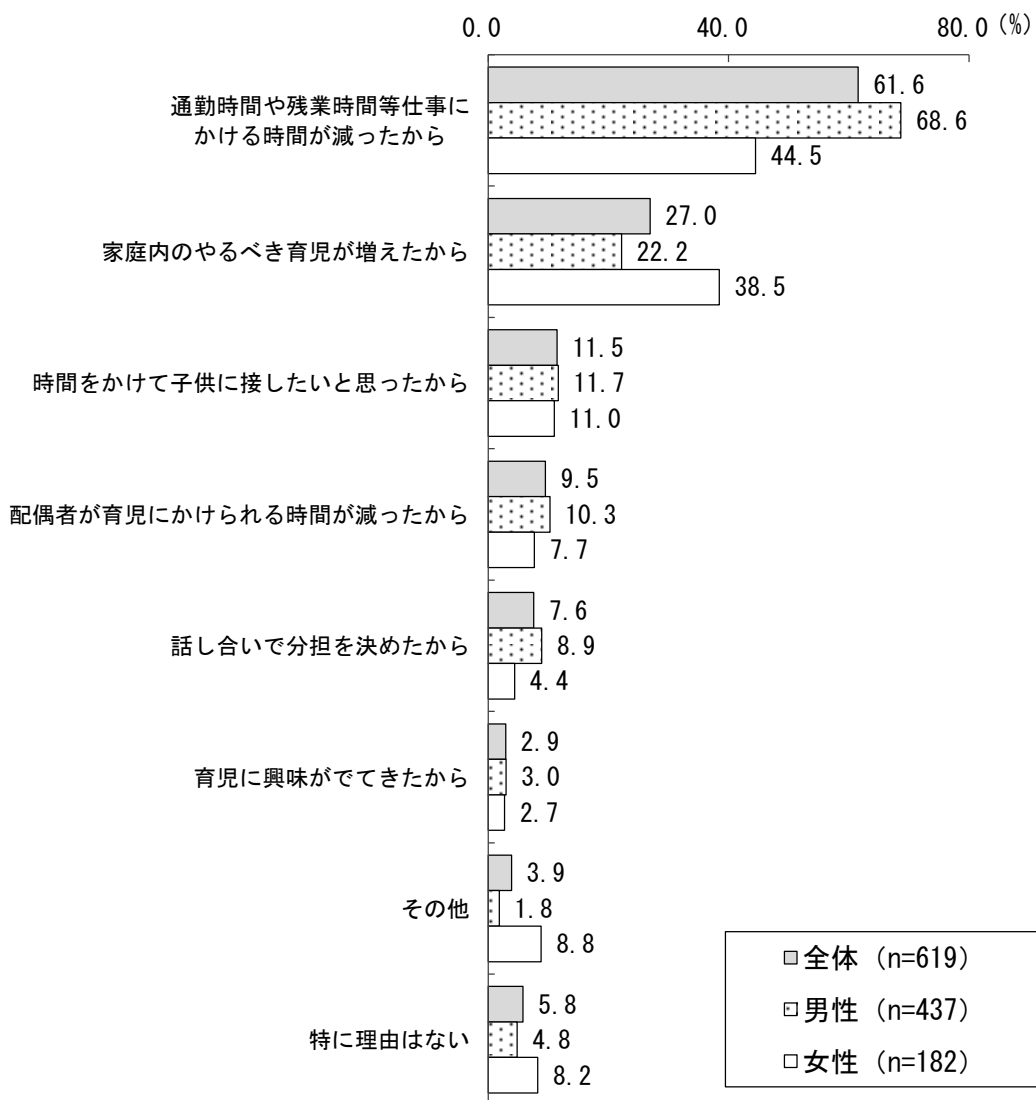 0.0 40.0 80.0 (%)
通勤時間や残業時間等仕事に
かける時間が減ったから
61.6
68.6
44.5
家庭内のやるべき育児が増えたから
27.0
22.2
38.5
時間をかけて子供に接したいと思ったから
11.5
11.7
11.0
配偶者が育児にかけられる時間が減ったから
9.5
10.3
7.7
話し合いで分担を決めたから
7.6
8.9
4.4
育児に興味がでてきたから
2.9
3.0
2.7
その他
3.9
1.8
8.8
特に理由はない
5.8
4.8
8.2
全体（n=619）
男性（n=437）
女性（n=182）